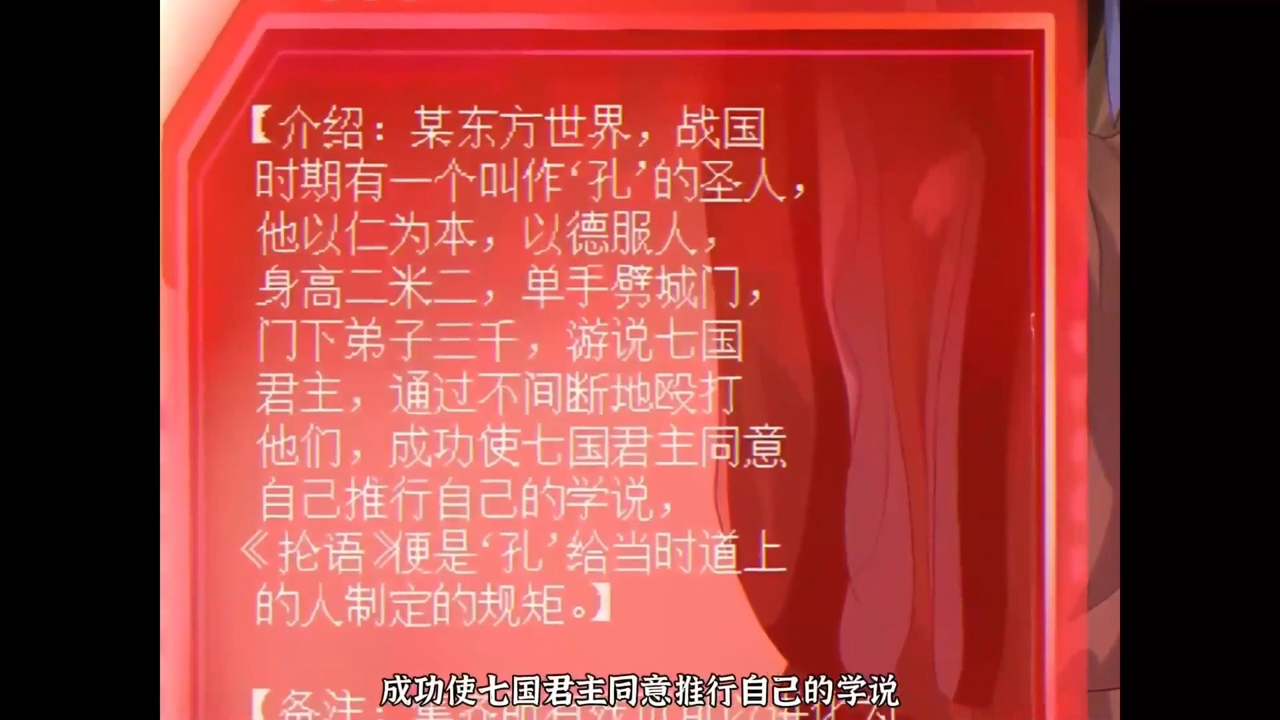 【介绍：某东方世界，战国
时期有一个叫作‘孔’的圣人，
他以仁为本，以德服人，
身高二米二，单手劈城门，
门下弟子三千，游说七国
君主，通过不间断地殴打
他们，成功使七国君主同意
自己推行自己的学说，
《抡语》便是‘孔’给当时道上
的人制定的规矩。】
【备注：
成功使七国君主同意推行自己的学说